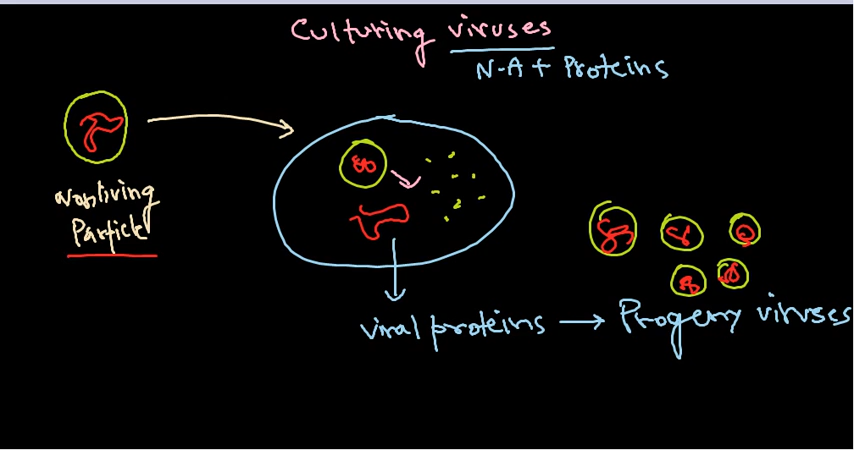 Culturing viruses
N-A + Proteins
Nonliving
Particle
viral proteins → Progeny viruses